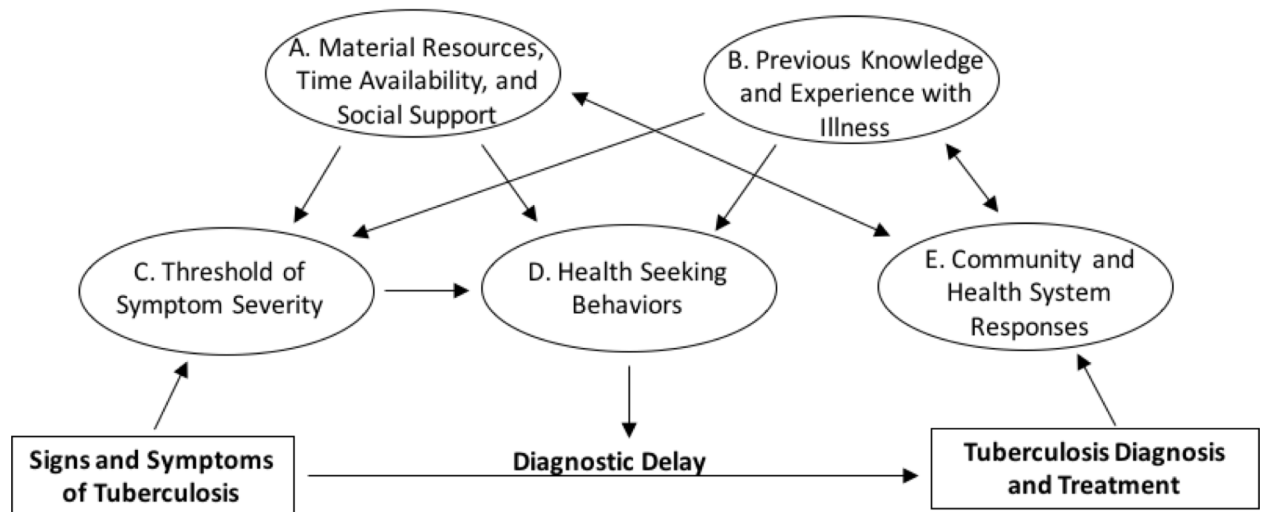 A. Material Resources,
Time Availability, and
Social Support
B. Previous Knowledge
and Experience with
Illness
C. Threshold of
Symptom Severity
D. Health Seeking
Behaviors
E. Community and
Health System
Responses
Signs and Symptoms
of Tuberculosis
Diagnostic Delay
Tuberculosis Diagnosis
and Treatment